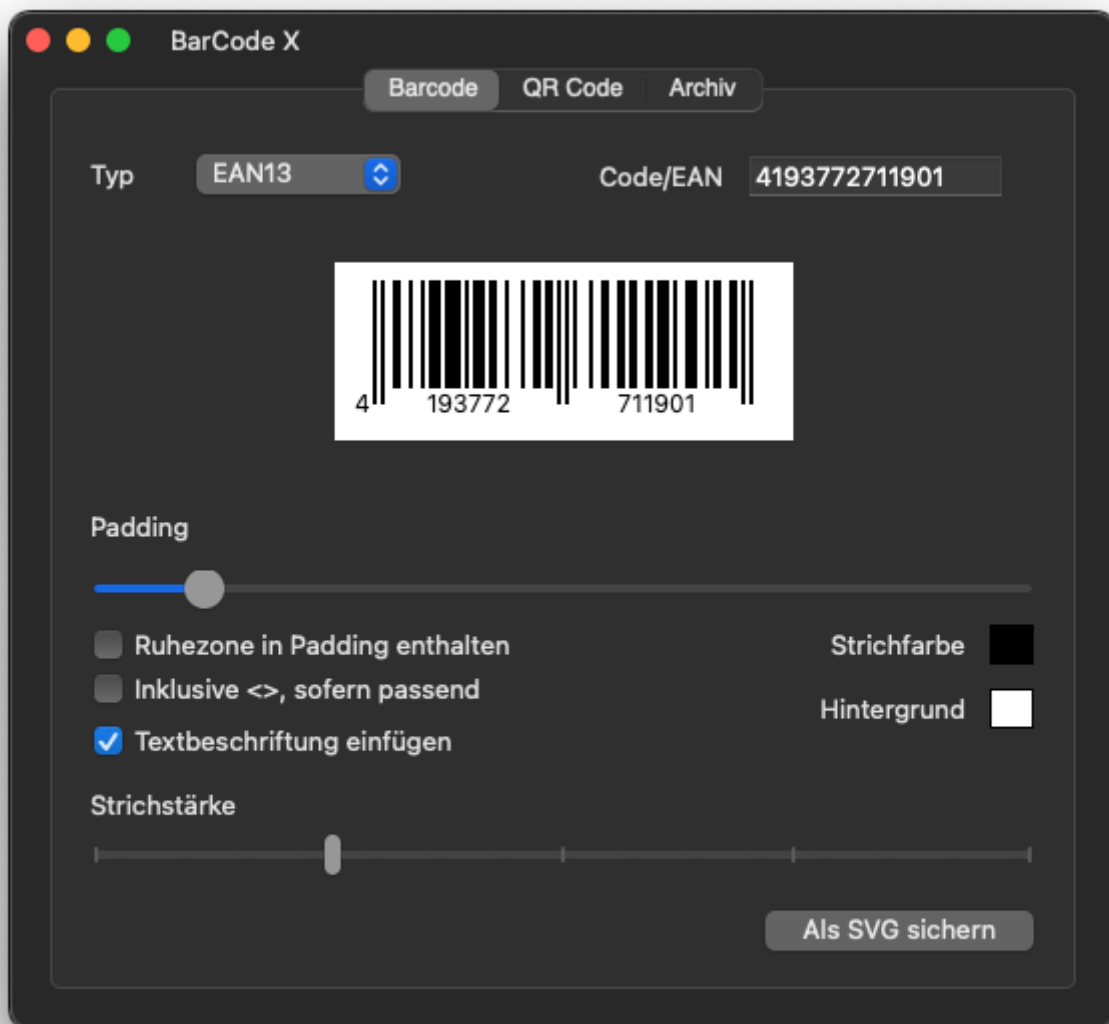 BarCode X
Barcode QR Code Archiv
Typ EAN13 Code/EAN 4193772711901
4 193772 711901
Padding
Ruhezone in Padding enthalten Strichfarbe
Inklusive <>, sofern passend
Hintergrund
Textbeschriftung einfügen
Strichstärke
Als SVG sichern